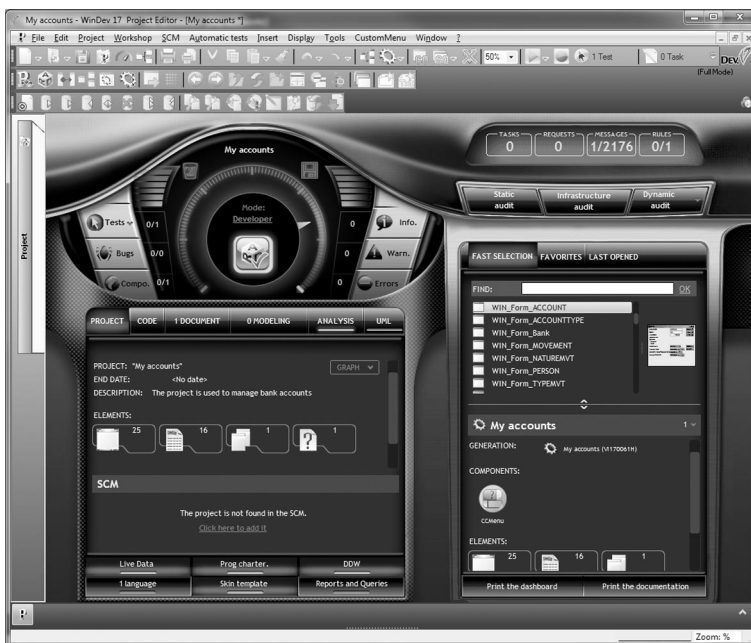 My accounts - WinDev 17 Project Editor - [My accounts *]
File Edit Project Workshop SCM Automatic tests Insert Display Tools CustomMenu Window ?
50% 1 Test 0 Task DEV
(Full Mode)
Project
My accounts
Mode:
Developer
Tests 0/1
Bugs 0/0
Compo. 0/1
0 Info.
0 Warn.
0 Errors
TASKS REQUESTS MESSAGES RULES
0 0 1/2176 0/1
Static audit
Infrastructure audit
Dynamic audit
PROJECT CODE 1 DOCUMENT 0 MODELING ANALYSIS UML
PROJECT: "My accounts"
GRAPH
END DATE: <No date>
DESCRIPTION: The project is used to manage bank accounts
ELEMENTS:
25 16 1 1
SCM
The project is not found in the SCM.
Click here to add it
Live Data Prog charter. DDW
1 language Skin template Reports and Queries
FAST SELECTION FAVORITES LAST OPENED
FIND: OK
WIN_Form_ACCOUNT
WIN_Form_ACCOUNTTYPE
WIN_Form_Bank
WIN_Form_MOVEMENT
WIN_Form_NATUREMVT
WIN_Form_PERSON
WIN_Form_TYPEMVT
My accounts 1
GENERATION: My accounts (VI170061H)
COMPONENTS:
CCMenu
ELEMENTS:
25 16 1
Print the dashboard Print the documentation
Zoom: %